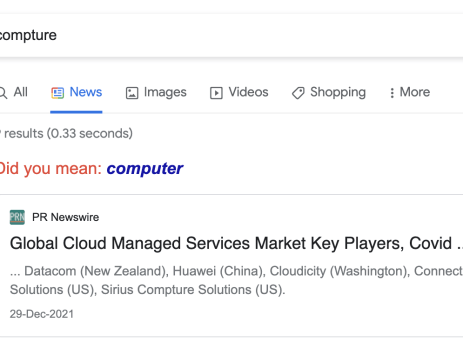 compture
All News Images Videos Shopping More
results (0.33 seconds)
Did you mean: computer
PRN PR Newswire
Global Cloud Managed Services Market Key Players, Covid ...
... Datacom (New Zealand), Huawei (China), Cloudicity (Washington), Connect
Solutions (US), Sirius Compture Solutions (US).
29-Dec-2021